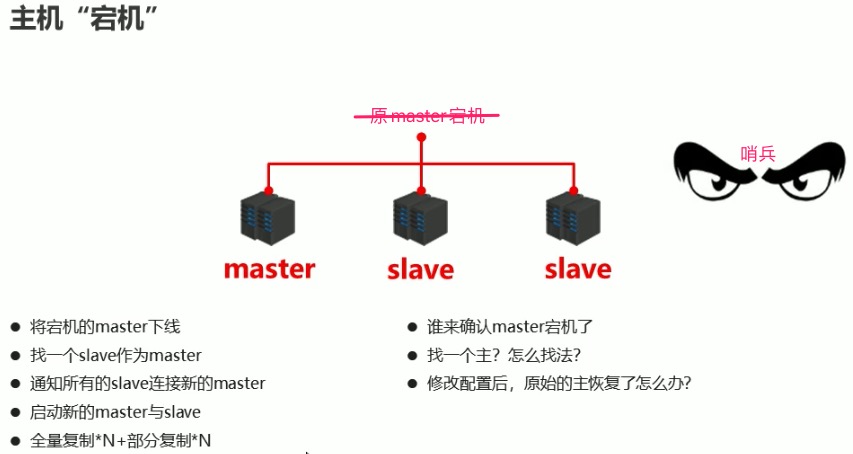 主机“宕机”
原master宕机
哨兵
master
slave
slave
● 将宕机的master下线
● 找一个slave作为master
● 通知所有的slave连接新的master
● 启动新的master与slave
● 全量复制*N+部分复制*N
● 谁来确认master宕机了
● 找一个主？怎么找法？
● 修改配置后，原始的主恢复了怎么办？